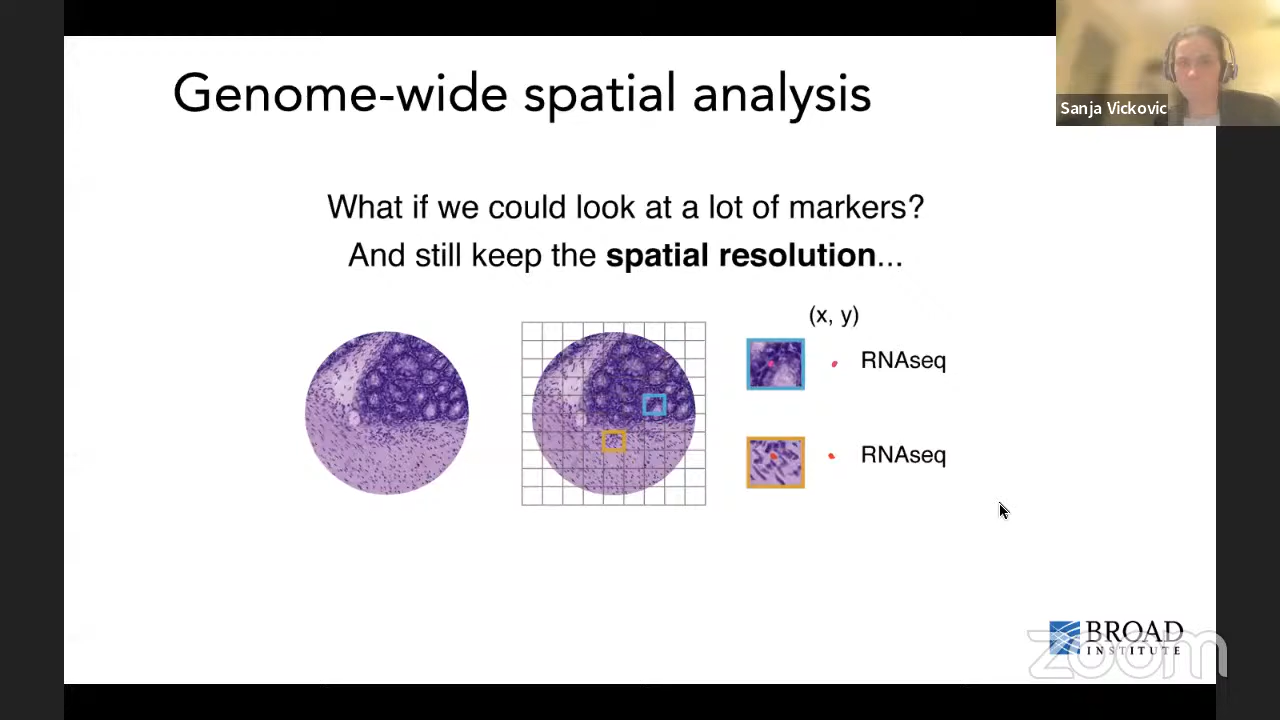 Genome-wide spatial analysis
Sanja Vickovic
What if we could look at a lot of markers?
And still keep the spatial resolution...
(x, y)
RNAseq
RNAseq
BROAD
INSTITUTE
zoom